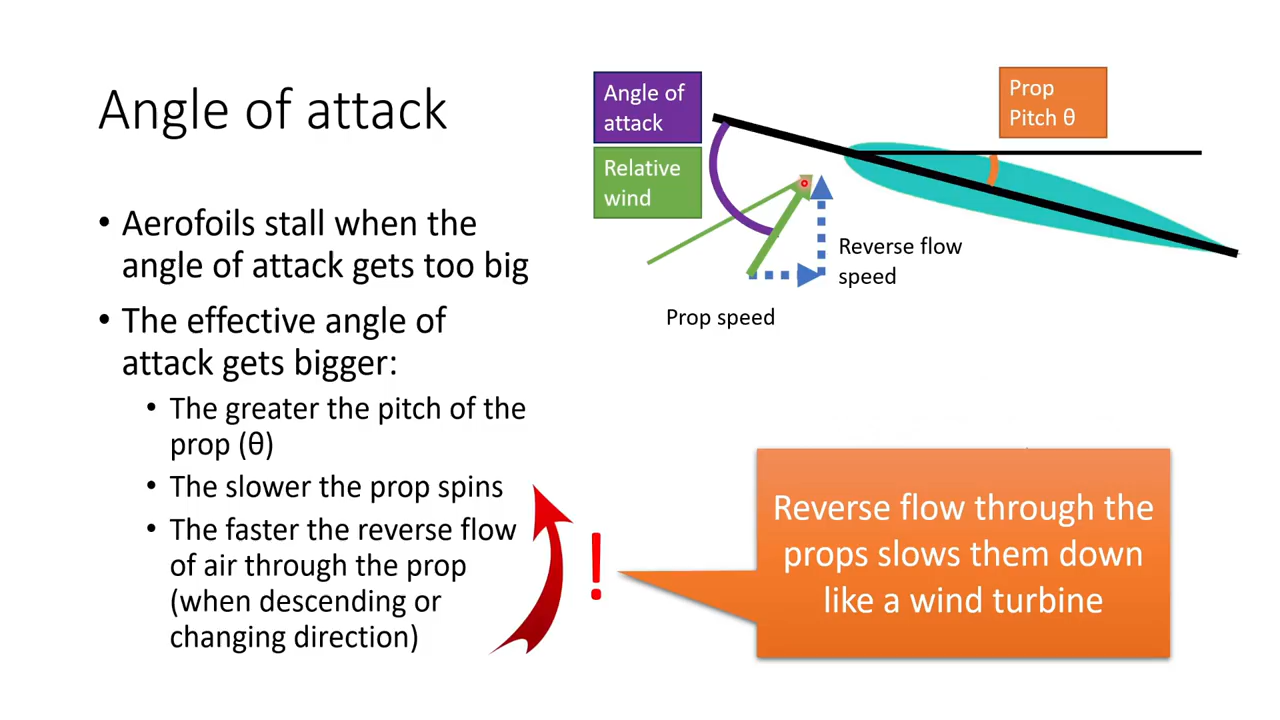 Angle of attack
• Aerofoils stall when the
angle of attack gets too big
• The effective angle of
attack gets bigger:
• The greater the pitch of the
prop (θ)
• The slower the prop spins
• The faster the reverse flow
of air through the prop
(when descending or
changing direction)
Angle of
attack
Relative
wind
Prop
Pitch θ
Reverse flow
speed
Prop speed
!
Reverse flow through the
props slows them down
like a wind turbine